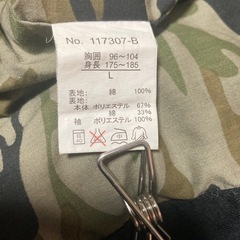 No. 117307-B
胸囲 96～104
身長 175～185
L
表地： 綿 100%
裏地：
本体 ポリエステル 67%
綿 33%
袖 ポリエステル 100%